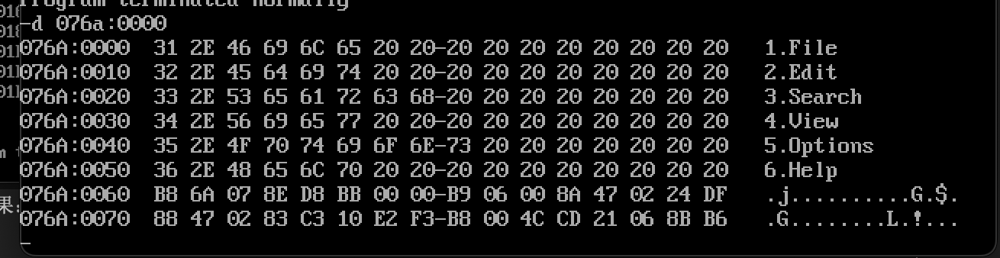 Program terminated normally
-d 076a:0000
076A:0000  31 2E 46 69 6C 65 20 20-20 20 20 20 20 20 20 20   1.File
076A:0010  32 2E 45 64 69 74 20 20-20 20 20 20 20 20 20 20   2.Edit
076A:0020  33 2E 53 65 61 72 63 68-20 20 20 20 20 20 20 20   3.Search
076A:0030  34 2E 56 69 65 77 20 20-20 20 20 20 20 20 20 20   4.View
076A:0040  35 2E 4F 70 74 69 6F 6E-73 20 20 20 20 20 20 20   5.Options
076A:0050  36 2E 48 65 6C 70 20 20-20 20 20 20 20 20 20 20   6.Help
076A:0060  B8 6A 07 8E D8 BB 00 00-B9 06 00 8A 47 02 24 DF   .j..........G.$.
076A:0070  88 47 02 83 C3 10 E2 F3-B8 00 4C CD 21 06 8B B6   .G........L.!...
-
果: